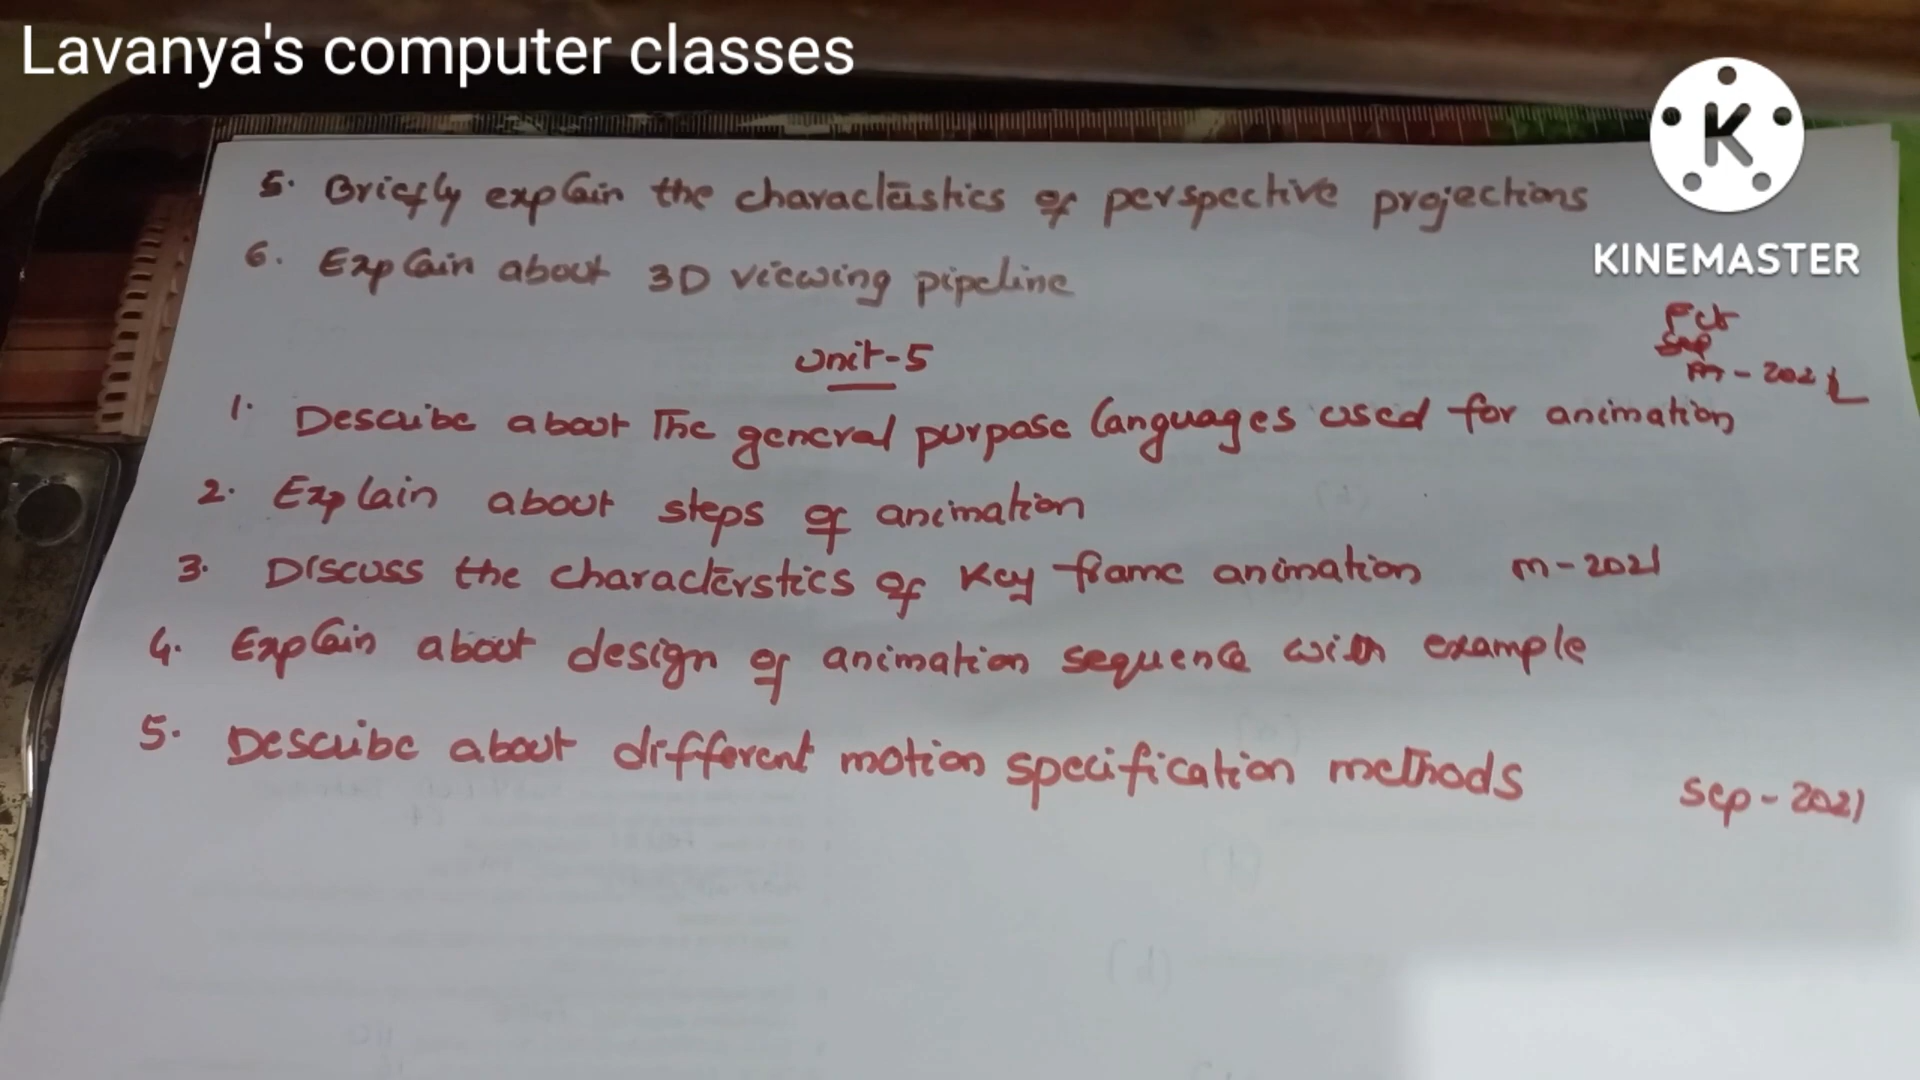 Lavanya's computer classes
K
KINEMASTER
5. Briefly explain the characteristics of perspective projections
6. Explain about 3D viewing pipeline
Unit-5
m-2021
1. Describe about The general purpose languages used for animation
2. Explain about steps of animation
3. Discuss the characterstics of Key frame animation m-2021
4. Explain about design of animation sequence with example
5. Describe about different motion specification methods
Sep-2021